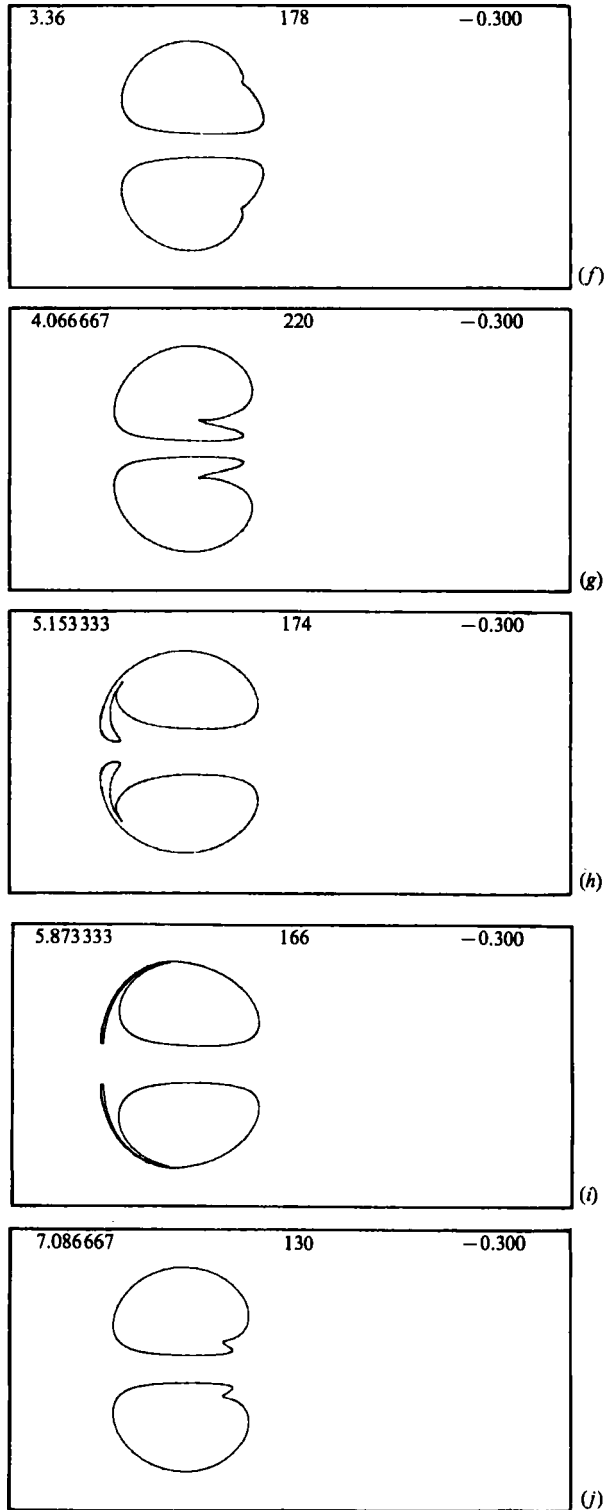 3.36 178 −0.300
(f)
4.066667 220 −0.300
(g)
5.153333 174 −0.300
(h)
5.873333 166 −0.300
(i)
7.086667 130 −0.300
(j)